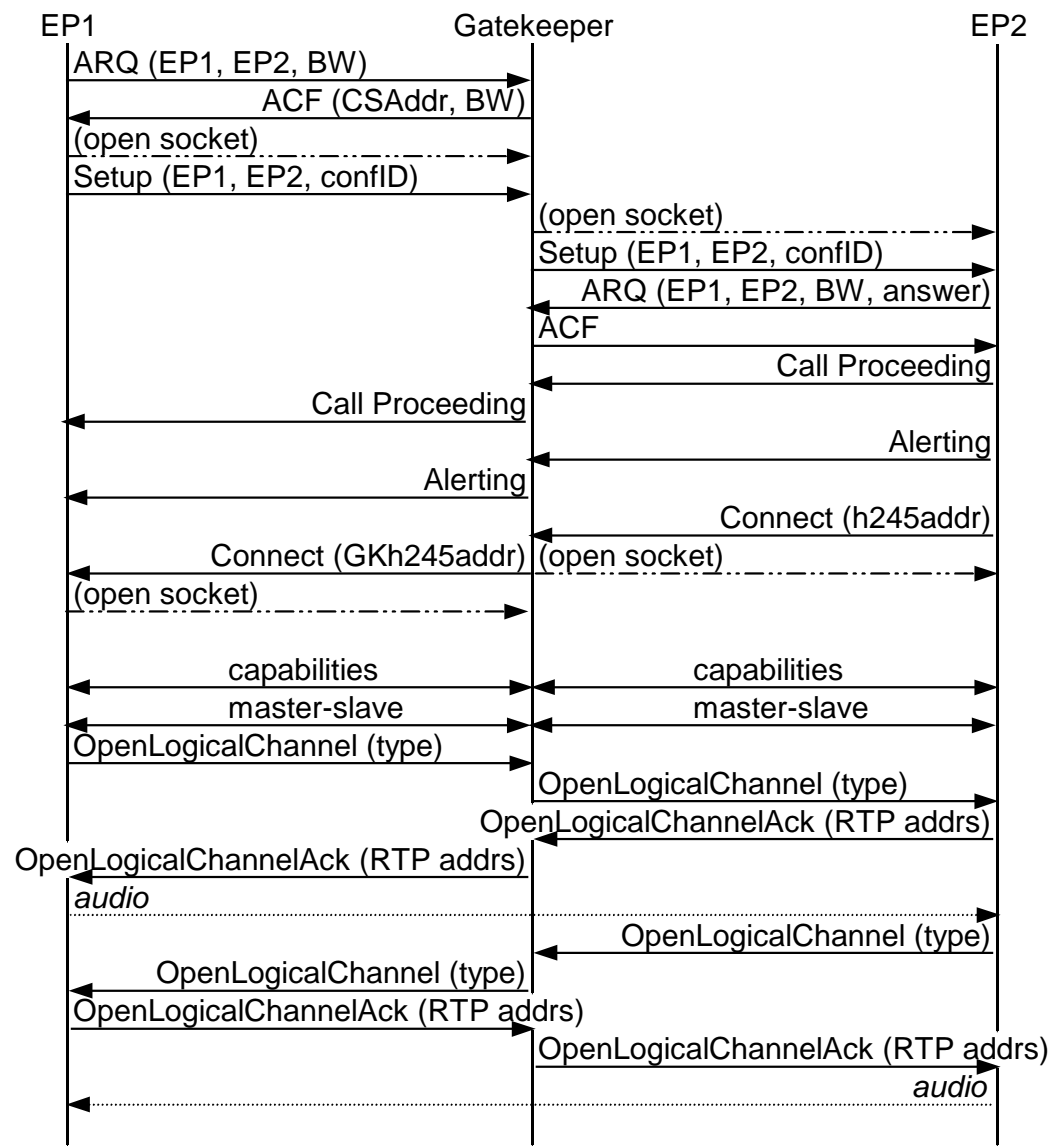 EP1 Gatekeeper EP2
ARQ (EP1, EP2, BW)
ACF (CSAddr, BW)
(open socket)
Setup (EP1, EP2, confID)
(open socket)
Setup (EP1, EP2, confID)
ARQ (EP1, EP2, BW, answer)
ACF
Call Proceeding
Call Proceeding
Alerting
Alerting
Connect (h245addr)
Connect (GKh245addr) (open socket)
(open socket)
capabilities capabilities
master-slave master-slave
OpenLogicalChannel (type)
OpenLogicalChannel (type)
OpenLogicalChannelAck (RTP addrs)
OpenLogicalChannelAck (RTP addrs)
audio
OpenLogicalChannel (type)
OpenLogicalChannel (type)
OpenLogicalChannelAck (RTP addrs)
OpenLogicalChannelAck (RTP addrs)
audio